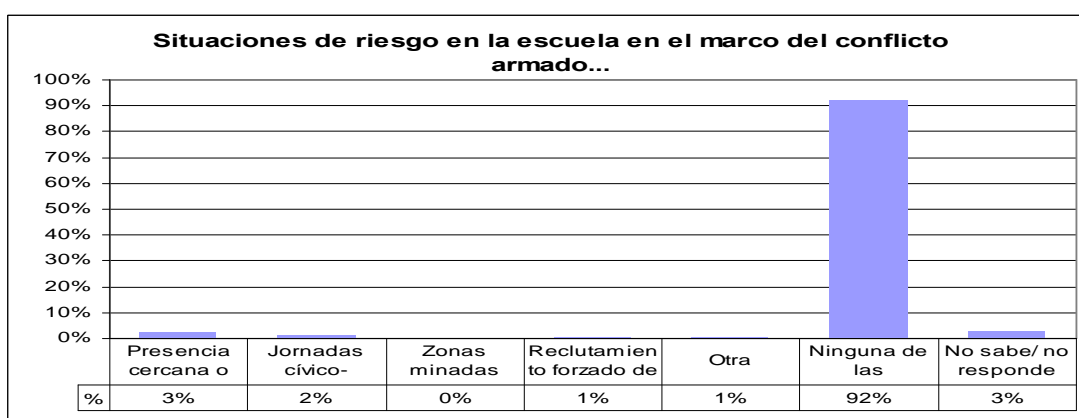 Situaciones de riesgo en la escuela en el marco del conflicto
armado...
100%
90%
80%
70%
60%
50%
40%
30%
20%
10%
0%
Presencia cercana o
Jornadas cívico-
Zonas minadas
Reclutamien to forzado de
Otra
Ninguna de las
No sabe/ no responde
% 3% 2% 0% 1% 1% 92% 3%